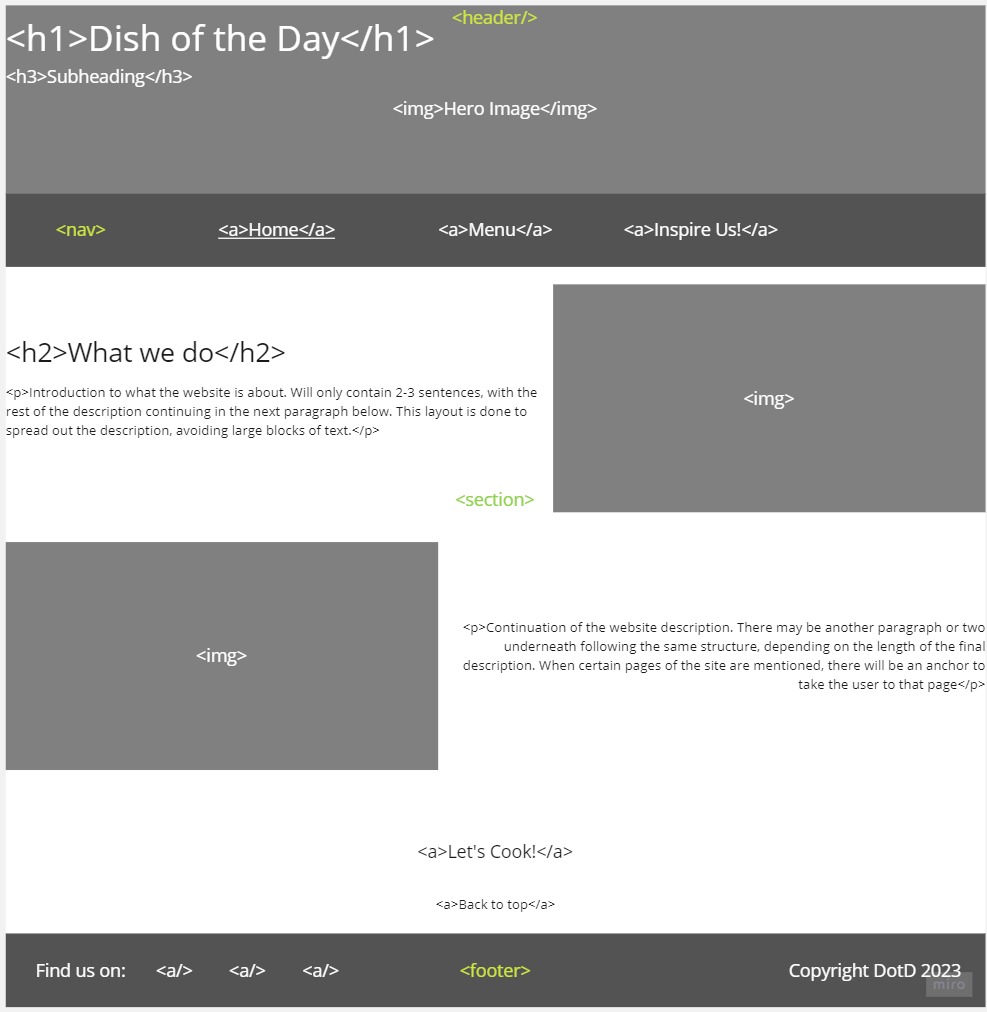 <header/>
<h1>Dish of the Day</h1>
<h3>Subheading</h3>
<img>Hero Image</img>
<nav> <a>Home</a> <a>Menu</a> <a>Inspire Us!</a>
<h2>What we do</h2>
<p>Introduction to what the website is about. Will only contain 2-3 sentences, with the
rest of the description continuing in the next paragraph below. This layout is done to
spread out the description, avoiding large blocks of text.</p>
<img>
<section>
<img>
<p>Continuation of the website description. There may be another paragraph or two
underneath following the same structure, depending on the length of the final
description. When certain pages of the site are mentioned, there will be an anchor to
take the user to that page</p>
<a>Let's Cook!</a>
<a>Back to top</a>
Find us on: <a/> <a/> <a/> <footer> Copyright DotD 2023
miro